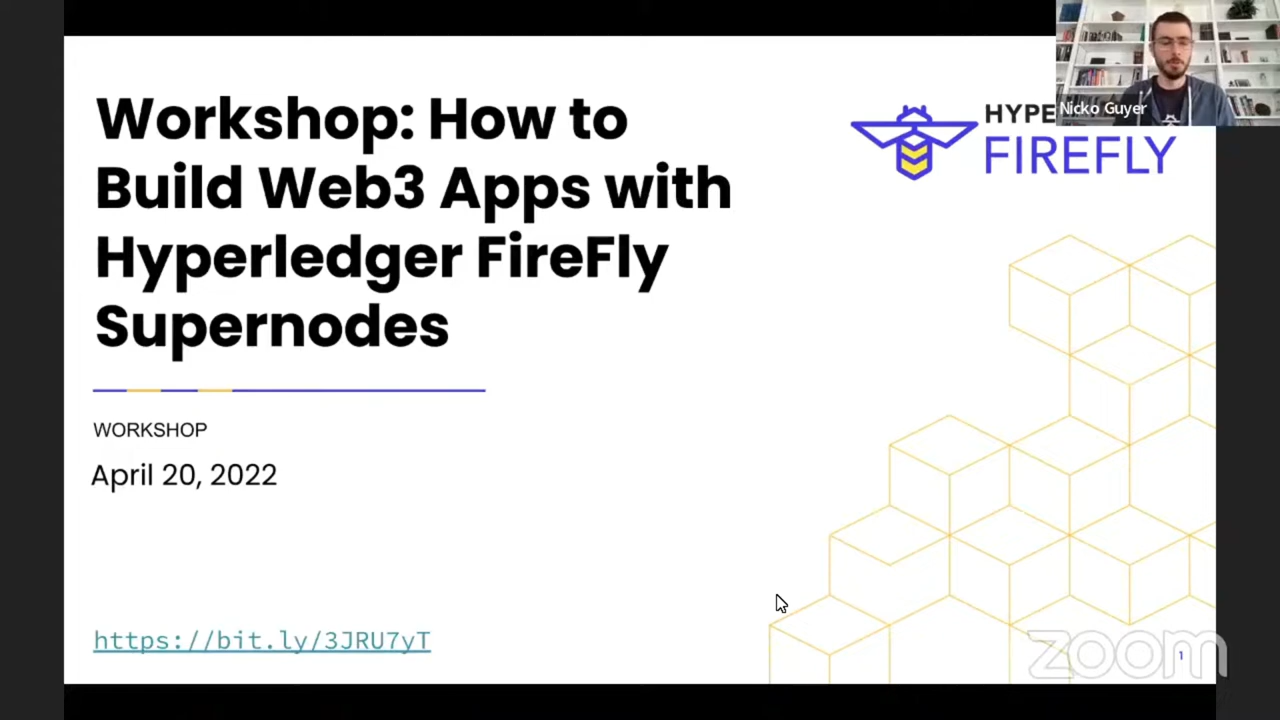 Workshop: How to
Build Web3 Apps with
Hyperledger FireFly
Supernodes
WORKSHOP
April 20, 2022
https://bit.ly/3JRU7yT
HYPE
FIREFLY
Nicko Guyer
zoom
1